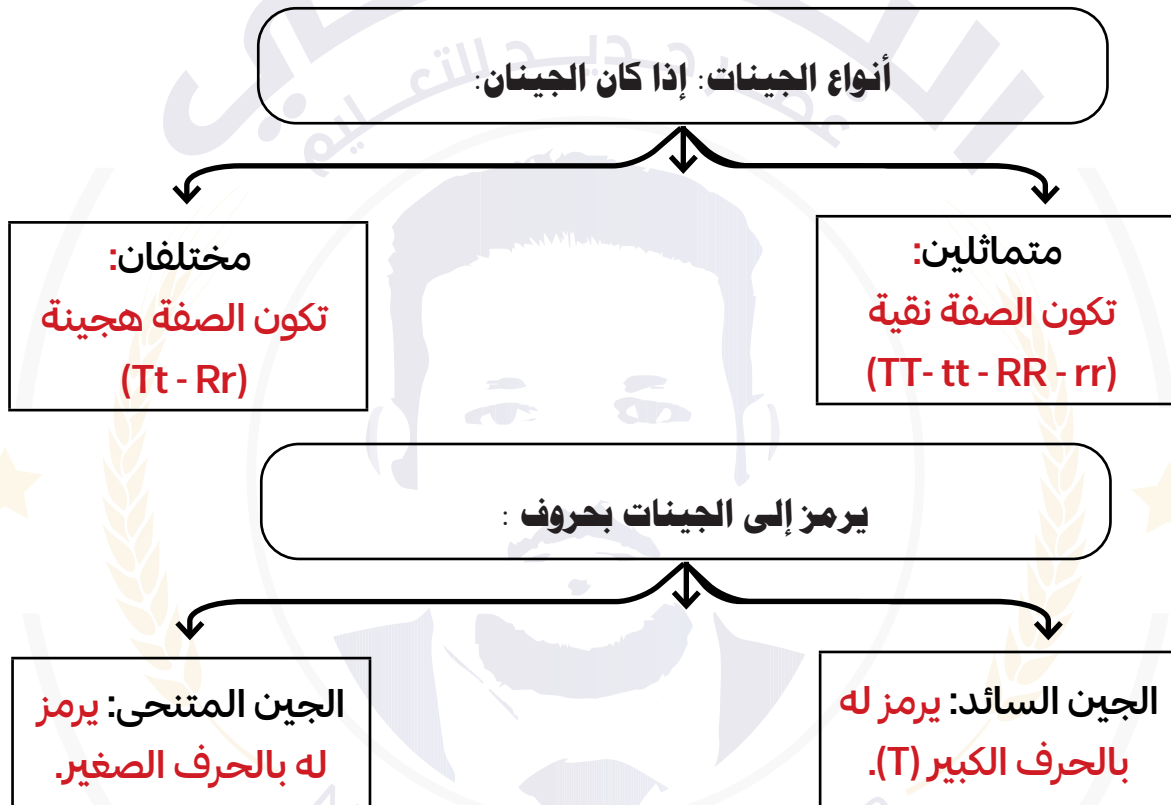 أنواع الجينات: إذا كان الجينان:
متماثلين:
تكون الصفة نقية
(TT- tt - RR - rr)
مختلفان:
تكون الصفة هجينة
(Tt - Rr)
يرمز إلى الجينات بحروف :
الجين السائد: يرمز له
بالحرف الكبير (T).
الجين المتنحى: يرمز
له بالحرف الصغير.